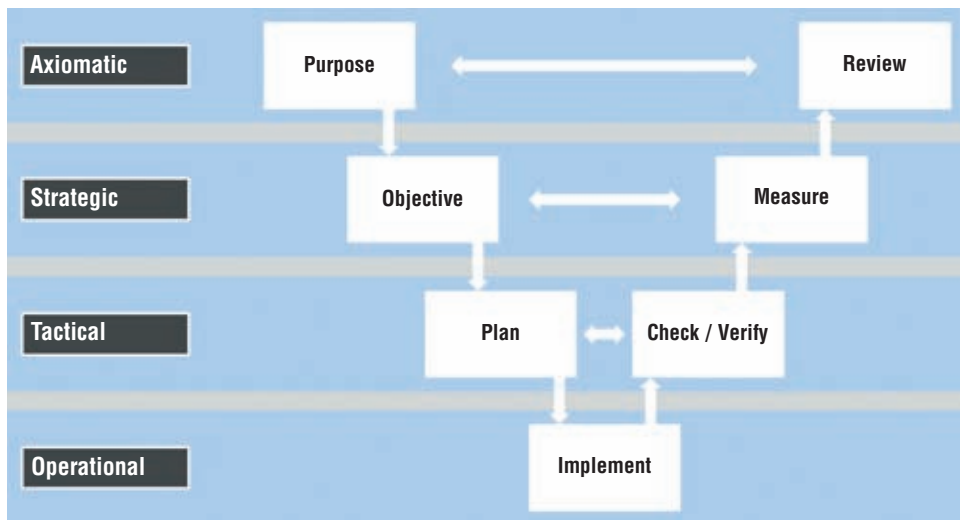 Axiomatic
Purpose
Review
Strategic
Objective
Measure
Tactical
Plan
Check / Verify
Operational
Implement